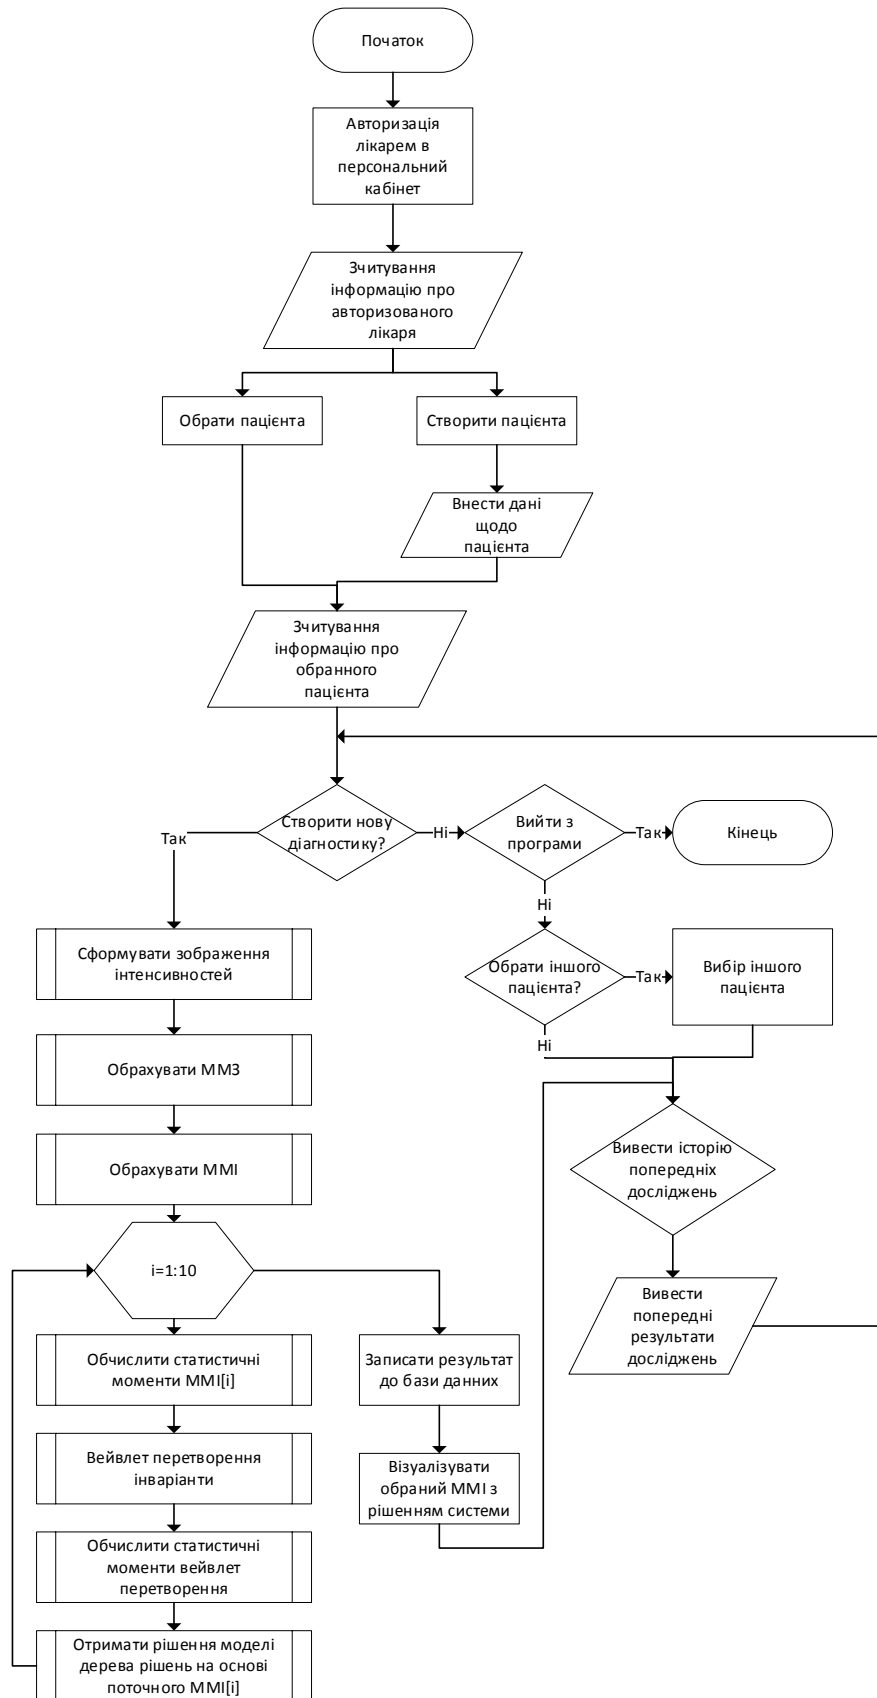 Початок
Авторизація
лікарем в
персональний
кабінет
Зчитування
інформацію про
авторизованого
лікаря
Обрати пацієнта
Створити пацієнта
Внести дані
щодо
пацієнта
Зчитування
інформацію про
обранного
пацієнта
Створити нову
діагностику?
Так
Ні
Вийти з
програми
Так
Кінець
Ні
Сформувати зображення
інтенсивностей
Обрати іншого
пацієнта?
Так
Вибір іншого
пацієнта
Ні
Обрахувати ММЗ
Обрахувати ММІ
Вивести історію
попередніх
досліджень
i=1:10
Вивести
попередні
результати
досліджень
Обчислити статистичні
моменти ММІ[i]
Записати результат
до бази данних
Вейвлет перетворення
інваріанти
Візуалізувати
обраний ММІ з
рішенням системи
Обчислити статистичні
моменти вейвлет
перетворення
Отримати рішення моделі
дерева рішень на основі
поточного ММІ[i]